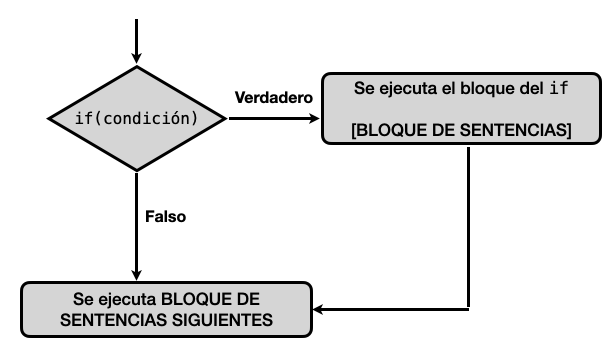 if(condición)
Verdadero
Se ejecuta el bloque del if
[BLOQUE DE SENTENCIAS]
Falso
Se ejecuta BLOQUE DE
SENTENCIAS SIGUIENTES